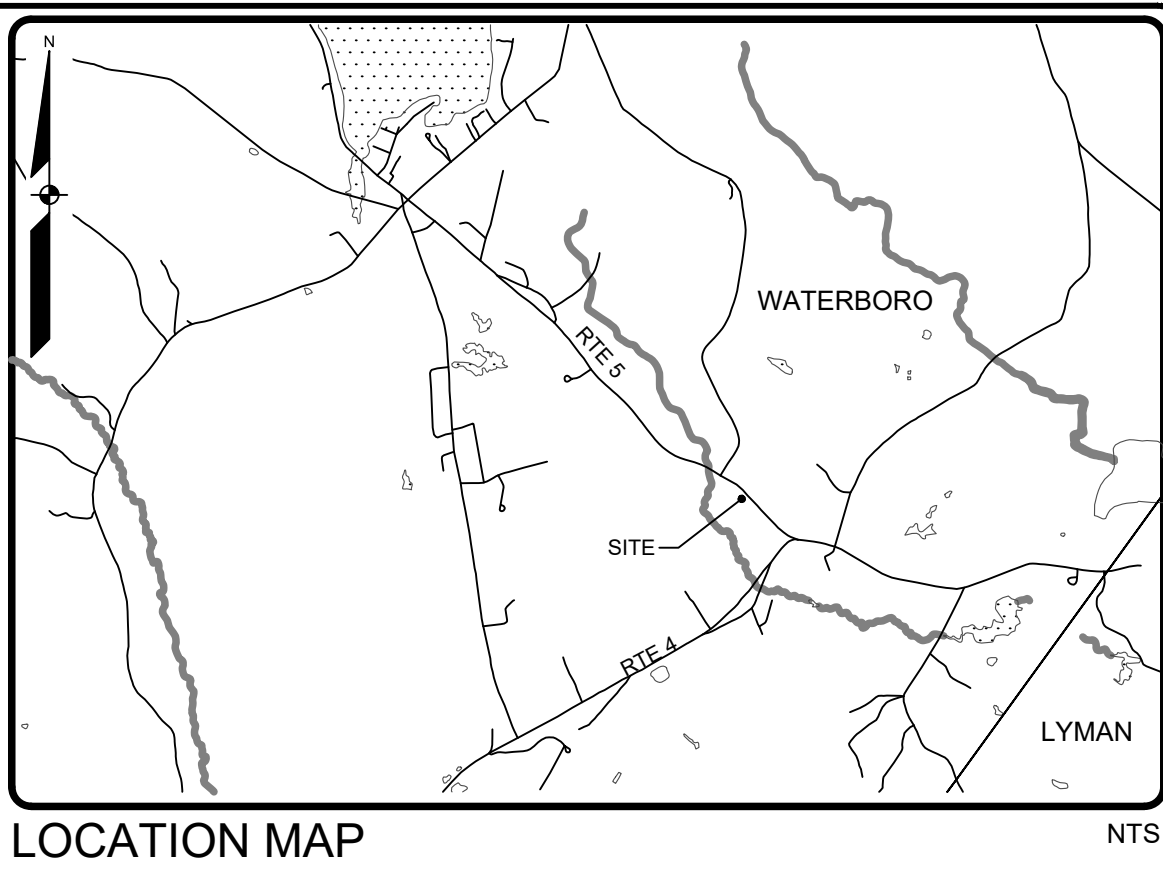 N
WATERBORO
RTE 5
SITE
RTE 4
LYMAN
LOCATION MAP
NTS